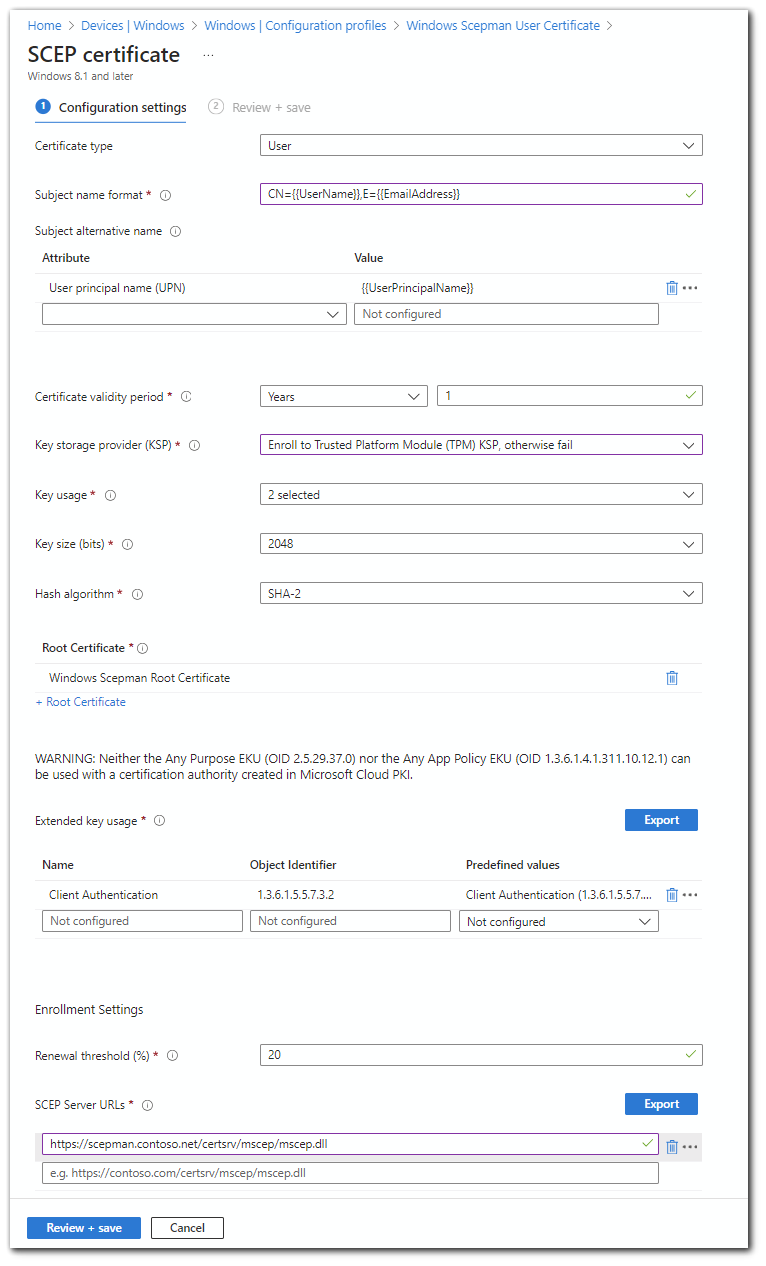 Home > Devices | Windows > Windows | Configuration profiles > Windows Scepman User Certificate >
SCEP certificate ...
Windows 8.1 and later
1 Configuration settings 2 Review + save
Certificate type User
Subject name format * CN={{UserName}},E={{EmailAddress}}
Subject alternative name
Attribute Value
User principal name (UPN) {{UserPrincipalName}}
Not configured
Certificate validity period * Years 1
Key storage provider (KSP) * Enroll to Trusted Platform Module (TPM) KSP, otherwise fail
Key usage * 2 selected
Key size (bits) * 2048
Hash algorithm * SHA-2
Root Certificate *
Windows Scepman Root Certificate
+ Root Certificate
WARNING: Neither the Any Purpose EKU (OID 2.5.29.37.0) nor the Any App Policy EKU (OID 1.3.6.1.4.1.311.10.12.1) can
be used with a certification authority created in Microsoft Cloud PKI.
Extended key usage * Export
Name Object Identifier Predefined values
Client Authentication 1.3.6.1.5.5.7.3.2 Client Authentication (1.3.6.1.5.5.7....
Not configured Not configured Not configured
Enrollment Settings
Renewal threshold (%) * 20
SCEP Server URLs * Export
https://scepman.contoso.net/certsrv/mscep/mscep.dll
e.g. https://contoso.com/certsrv/mscep/mscep.dll
Review + save Cancel